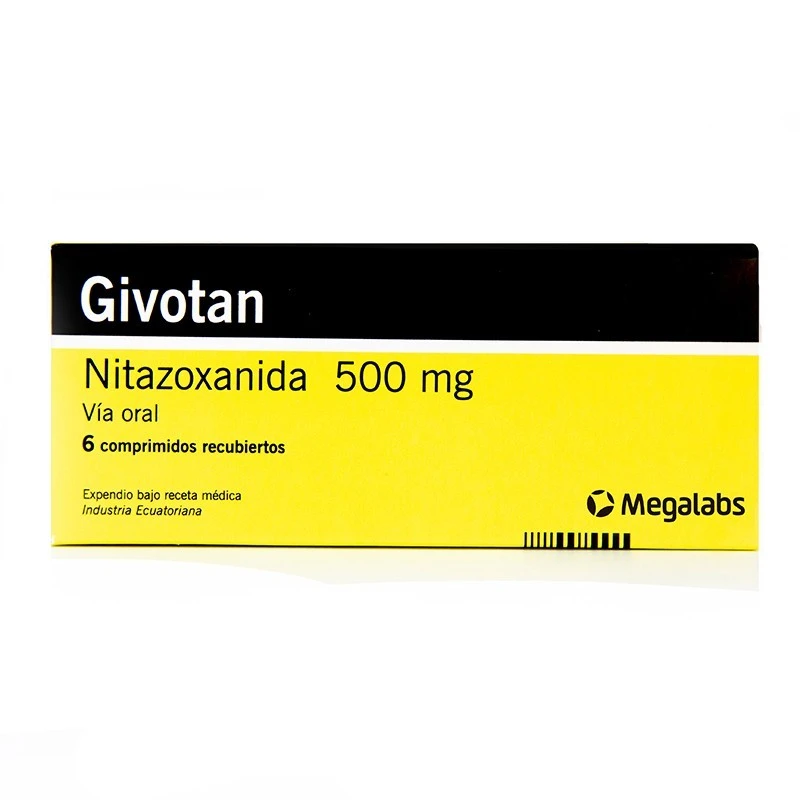 Givotan
Nitazoxanida 500 mg
Vía oral
6 comprimidos recubiertos
Expendio bajo receta médica
Industria Ecuatoriana
Megalabs